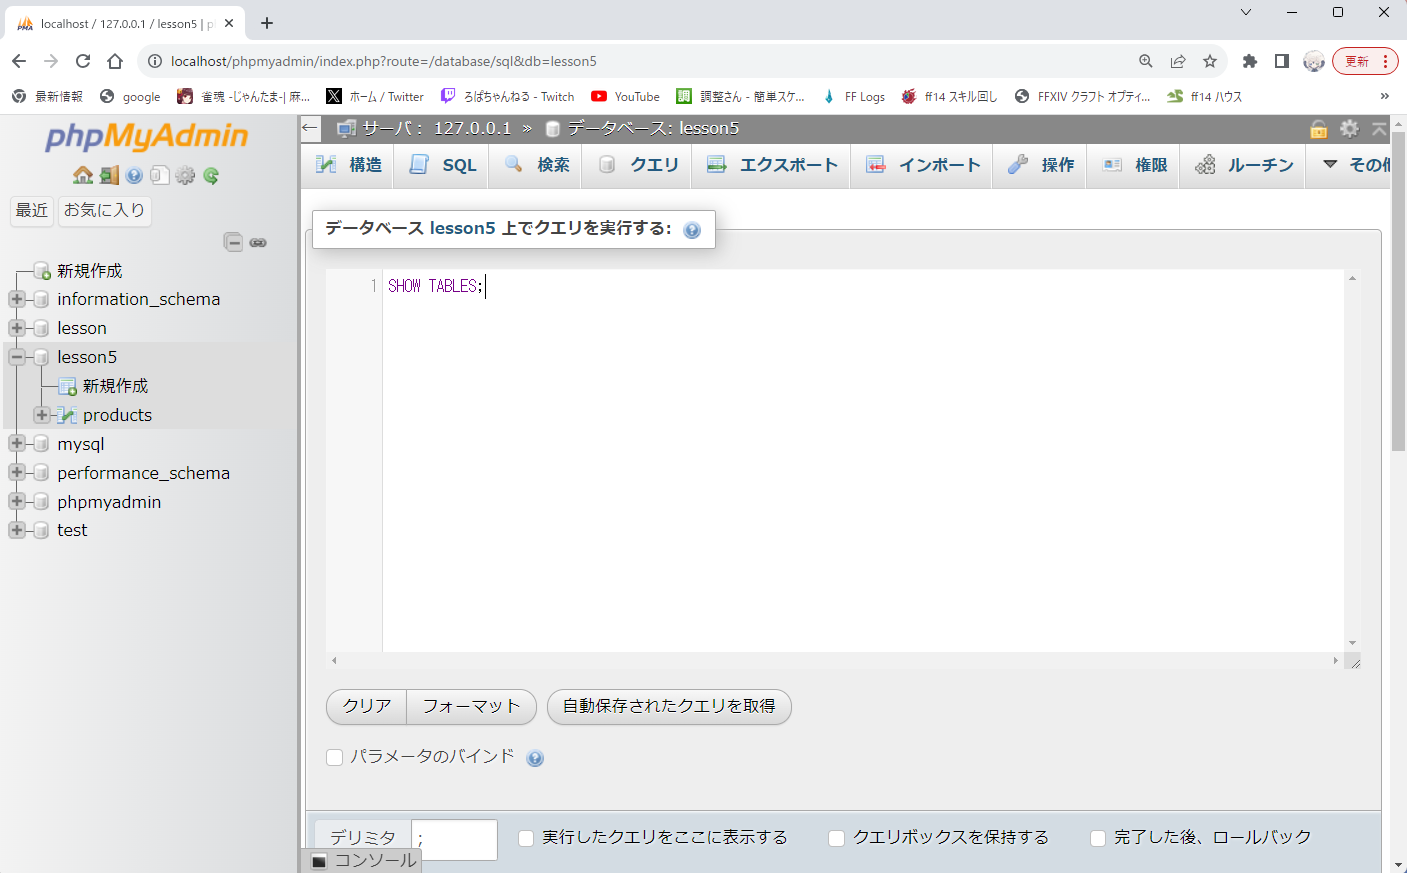 localhost / 127.0.0.1 / lesson5 | p
localhost/phpmyadmin/index.php?route=/database/sql&db=lesson5
更新
最新情報
google
雀魂 -じゃんたま-| 麻...
ホーム / Twitter
ろぱちゃんねる - Twitch
YouTube
調整さん - 簡単スケ...
FF Logs
ff14 スキル回し
FFXIV クラフト オプティ...
ff14 ハウス
»
phpMyAdmin
最近
お気に入り
新規作成
information_schema
lesson
lesson5
新規作成
products
mysql
performance_schema
phpmyadmin
test
サーバ： 127.0.0.1 » データベース: lesson5
構造
SQL
検索
クエリ
エクスポート
インポート
操作
権限
ルーチン
その他
データベース lesson5 上でクエリを実行する:
1 SHOW TABLES;
クリア
フォーマット
自動保存されたクエリを取得
パラメータのバインド
デリミタ ;
実行したクエリをここに表示する
クエリボックスを保持する
完了した後、ロールバック
コンソール